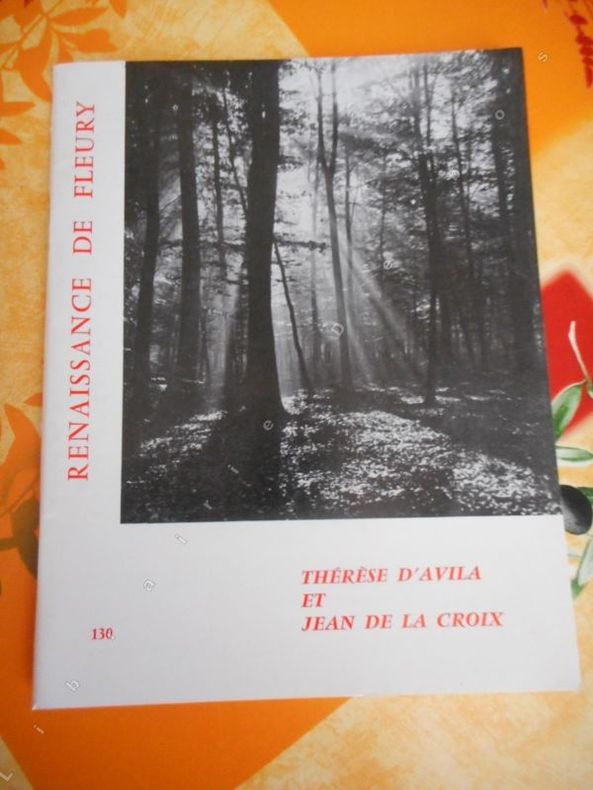 RENAISSANCE DE FLEURY
THÉRÈSE D'AVILA
ET
JEAN DE LA CROIX
130